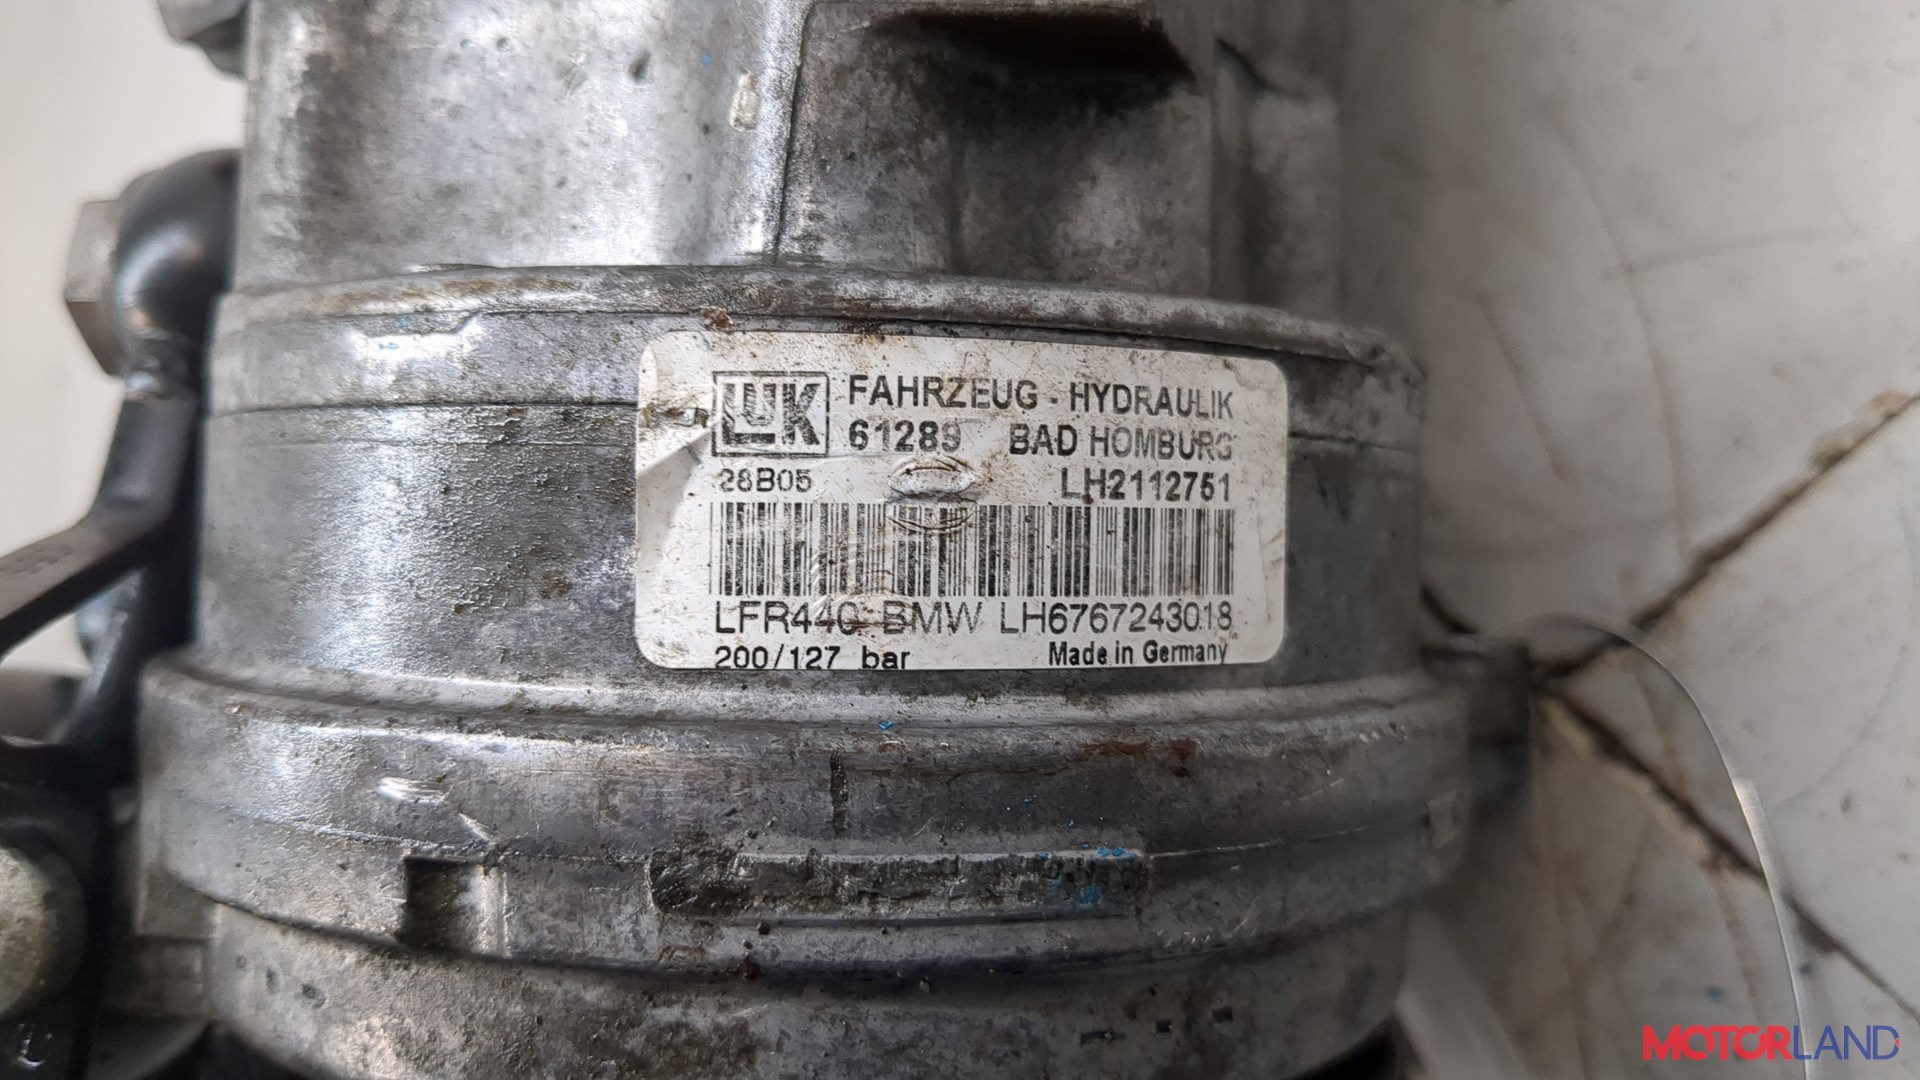 LUK FAHRZEUG - HYDRAULIK
61289 BAD HOMBURG
28B05 LH2112751
LFR440 BMW LH6767243018
200/127 bar Made in Germany
MOTORLAND